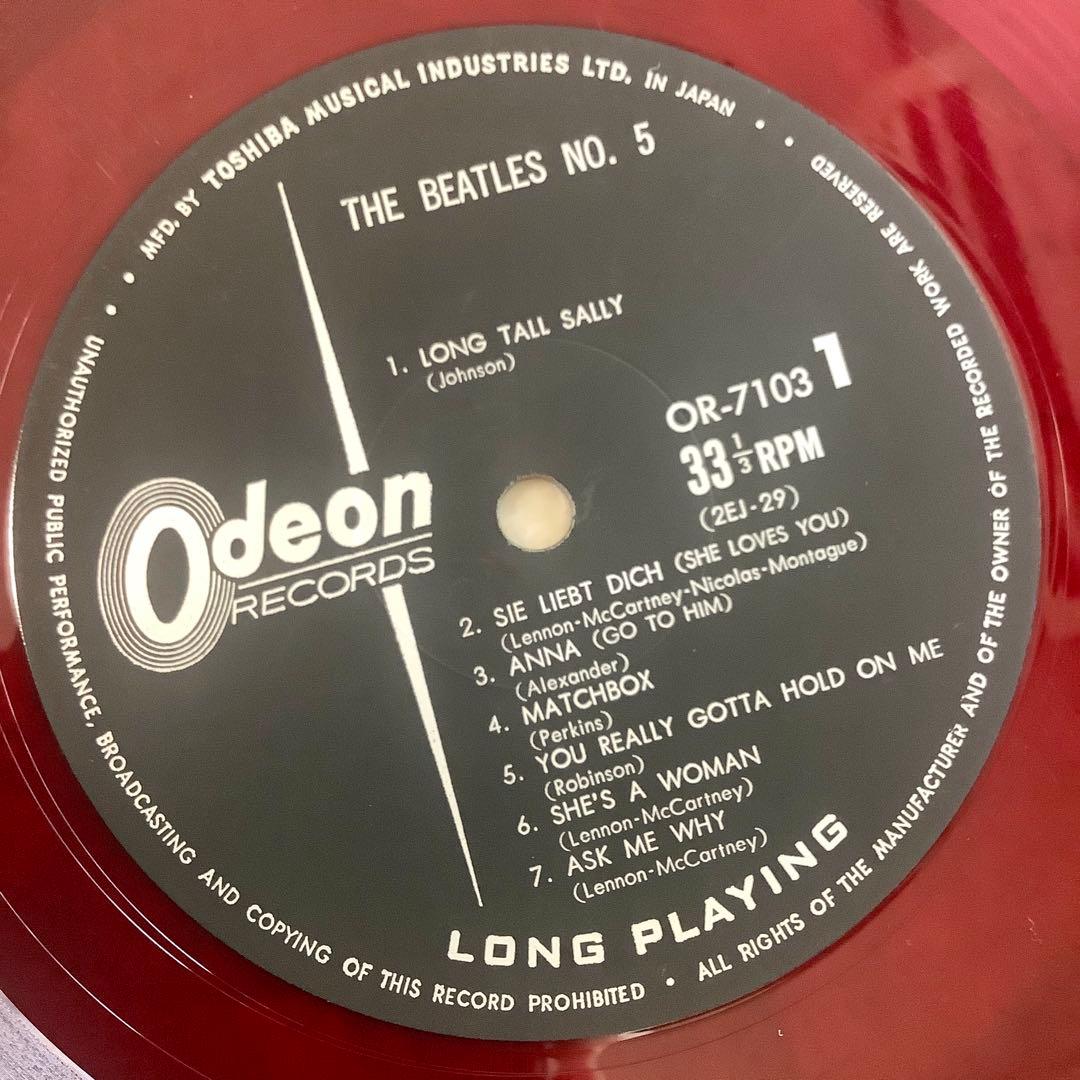 MFD. BY TOSHIBA MUSICAL INDUSTRIES LTD. IN JAPAN
THE BEATLES NO. 5
1. LONG TALL SALLY
(Johnson)
OR-7103 1
33 1/3 RPM
(2EJ-29)
Odeon
RECORDS
2. SIE LIEBT DICH (SHE LOVES YOU)
(Lennon-McCartney-Nicolas-Montague)
3. ANNA (GO TO HIM)
(Alexander)
4. MATCHBOX
(Perkins)
5. YOU REALLY GOTTA HOLD ON ME
(Robinson)
6. SHE'S A WOMAN
(Lennon-McCartney)
7. ASK ME WHY
(Lennon-McCartney)
LONG PLAYING
UNAUTHORIZED PUBLIC PERFORMANCE, BROADCASTING AND COPYING OF THIS RECORD PROHIBITED • ALL RIGHTS OF THE MANUFACTURER AND OF THE OWNER OF THE RECORDED WORK ARE RESERVED